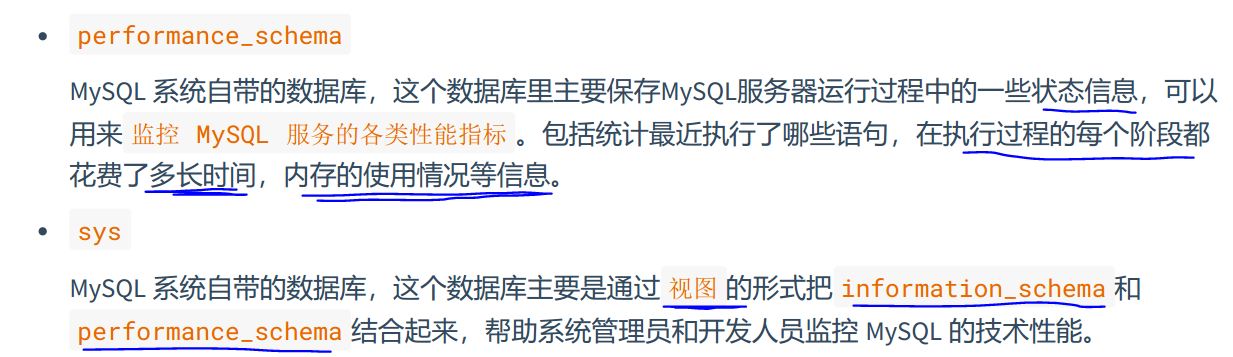 performance_schema
MySQL 系统自带的数据库，这个数据库里主要保存MySQL服务器运行过程中的一些状态信息，可以
用来 监控 MySQL 服务的各类性能指标 。包括统计最近执行了哪些语句，在执行过程的每个阶段都
花费了多长时间，内存的使用情况等信息。
sys
MySQL 系统自带的数据库，这个数据库主要是通过 视图 的形式把 information_schema 和
performance_schema 结合起来，帮助系统管理员和开发人员监控 MySQL 的技术性能。